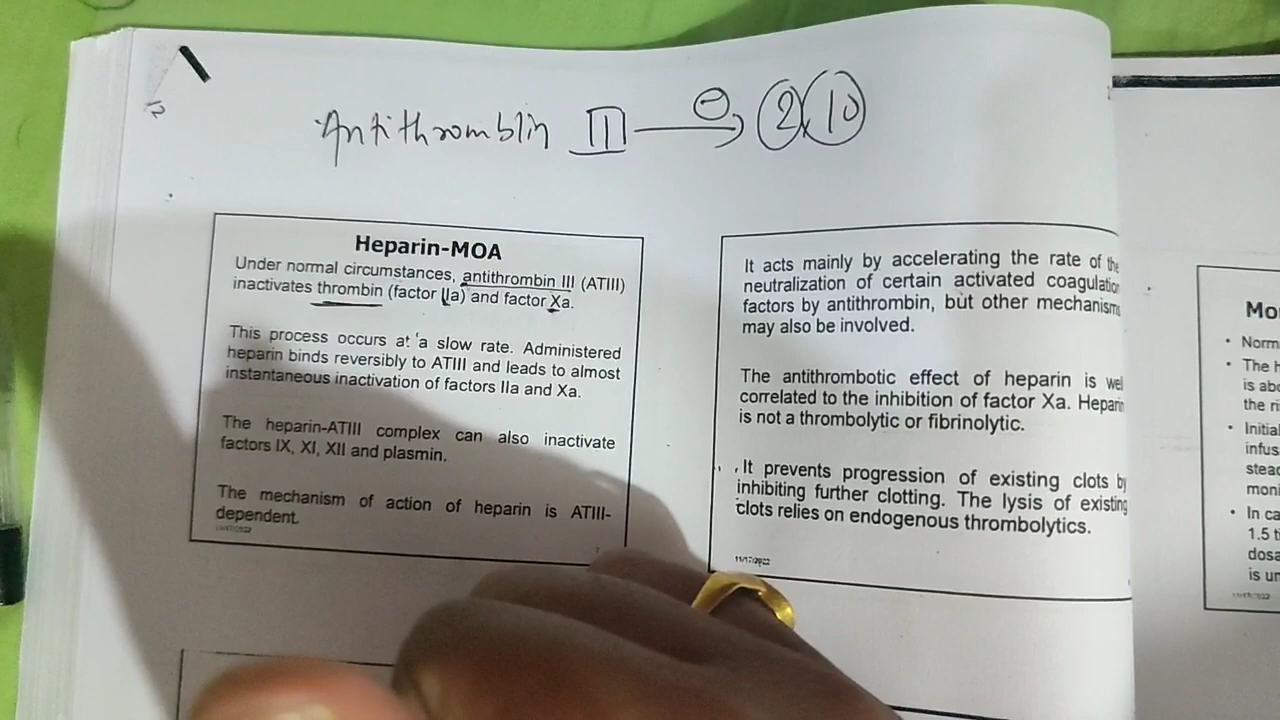 Antithrombin III → ⊖ 2, 10
Heparin-MOA
Under normal circumstances, antithrombin III (ATIII)
inactivates thrombin (factor IIa) and factor Xa.
This process occurs at a slow rate. Administered
heparin binds reversibly to ATIII and leads to almost
instantaneous inactivation of factors IIa and Xa.
The heparin-ATIII complex can also inactivate
factors IX, XI, XII and plasmin.
The mechanism of action of heparin is ATIII-
dependent.
7
It acts mainly by accelerating the rate of the
neutralization of certain activated coagulation
factors by antithrombin, but other mechanisms
may also be involved.
The antithrombotic effect of heparin is wel
correlated to the inhibition of factor Xa. Heparin
is not a thrombolytic or fibrinolytic.
It prevents progression of existing clots by
inhibiting further clotting. The lysis of existing
clots relies on endogenous thrombolytics.
11/17/2022
Mo
• Norm
• The h
is abo
the ri
• Initial
infus
stead
moni
• In ca
1.5 ti
dosa
is un